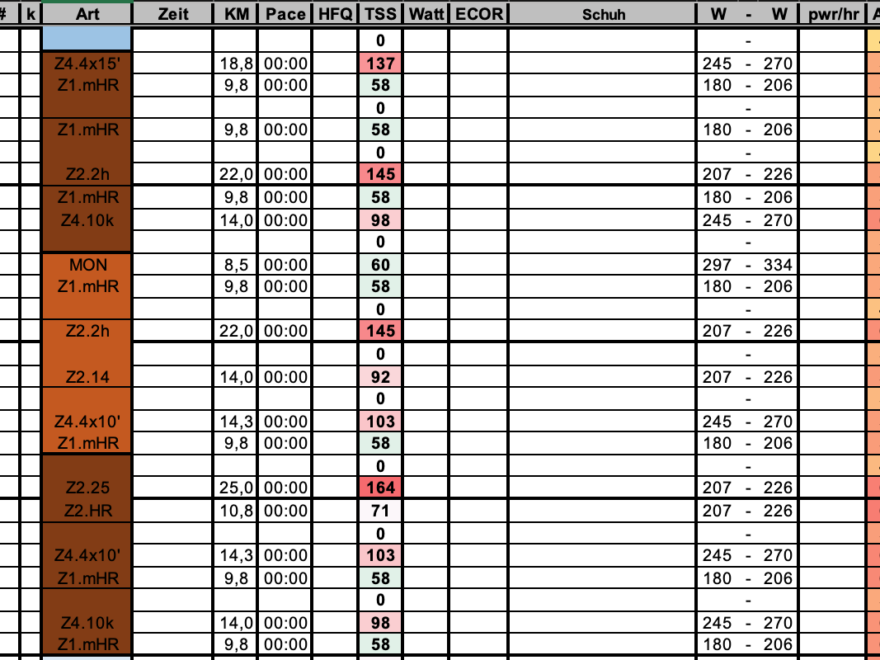 # k Art Zeit KM Pace HFQ TSS Watt ECOR Schuh W - W pwr/hr A
0 -
Z4.4x15' 18,8 00:00 137 245 - 270
Z1.mHR 9,8 00:00 58 180 - 206
0 -
Z1.mHR 9,8 00:00 58 180 - 206
0 -
Z2.2h 22,0 00:00 145 207 - 226
Z1.mHR 9,8 00:00 58 180 - 206
Z4.10k 14,0 00:00 98 245 - 270
0 -
MON 8,5 00:00 60 297 - 334
Z1.mHR 9,8 00:00 58 180 - 206
0 -
Z2.2h 22,0 00:00 145 207 - 226
0 -
Z2.14 14,0 00:00 92 207 - 226
0 -
Z4.4x10' 14,3 00:00 103 245 - 270
Z1.mHR 9,8 00:00 58 180 - 206
0 -
Z2.25 25,0 00:00 164 207 - 226
Z2.HR 10,8 00:00 71 207 - 226
0 -
Z4.4x10' 14,3 00:00 103 245 - 270
Z1.mHR 9,8 00:00 58 180 - 206
0 -
Z4.10k 14,0 00:00 98 245 - 270
Z1.mHR 9,8 00:00 58 180 - 206